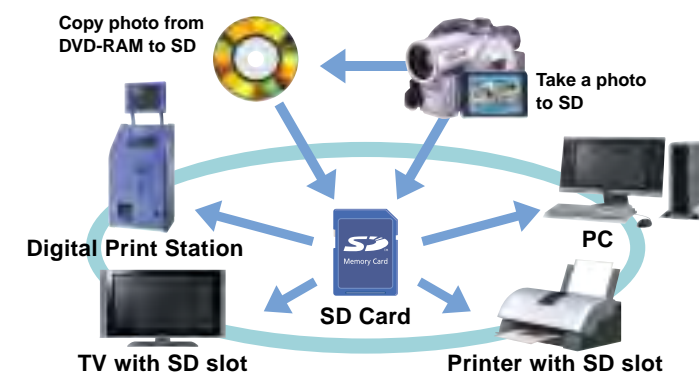 Copy photo from
DVD-RAM to SD
Take a photo
to SD
Digital Print Station
SD
Memory Card
PC
SD Card
TV with SD slot
Printer with SD slot